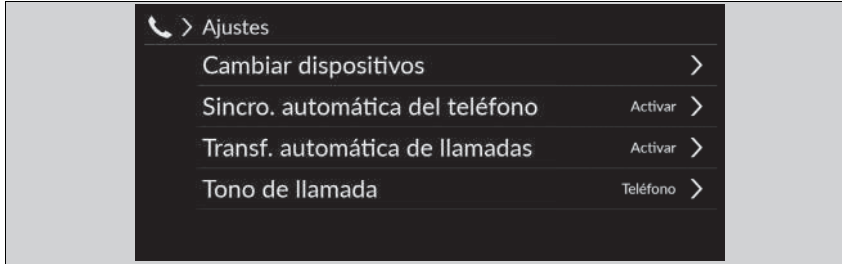 Ajustes
Cambiar dispositivos
Sincro. automática del teléfono Activar
Transf. automática de llamadas Activar
Tono de llamada Teléfono